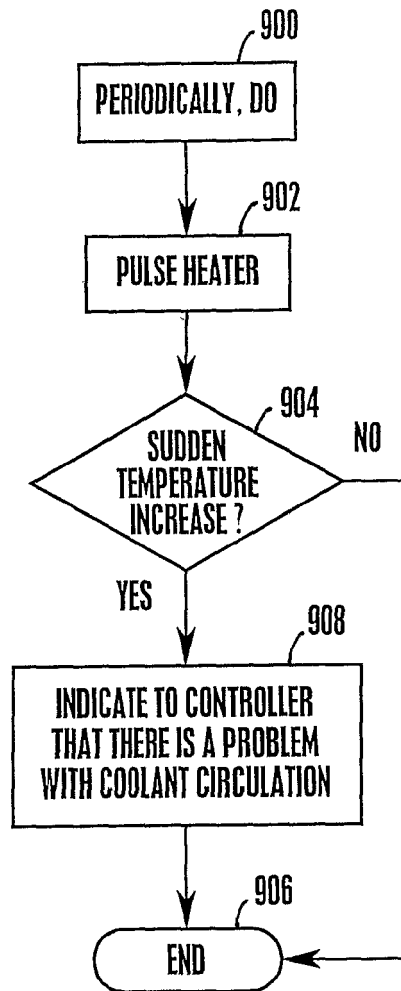 900
PERIODICALLY, DO
902
PULSE HEATER
904
NO
SUDDEN
TEMPERATURE
INCREASE ?
YES
908
INDICATE TO CONTROLLER
THAT THERE IS A PROBLEM
WITH COOLANT CIRCULATION
906
END